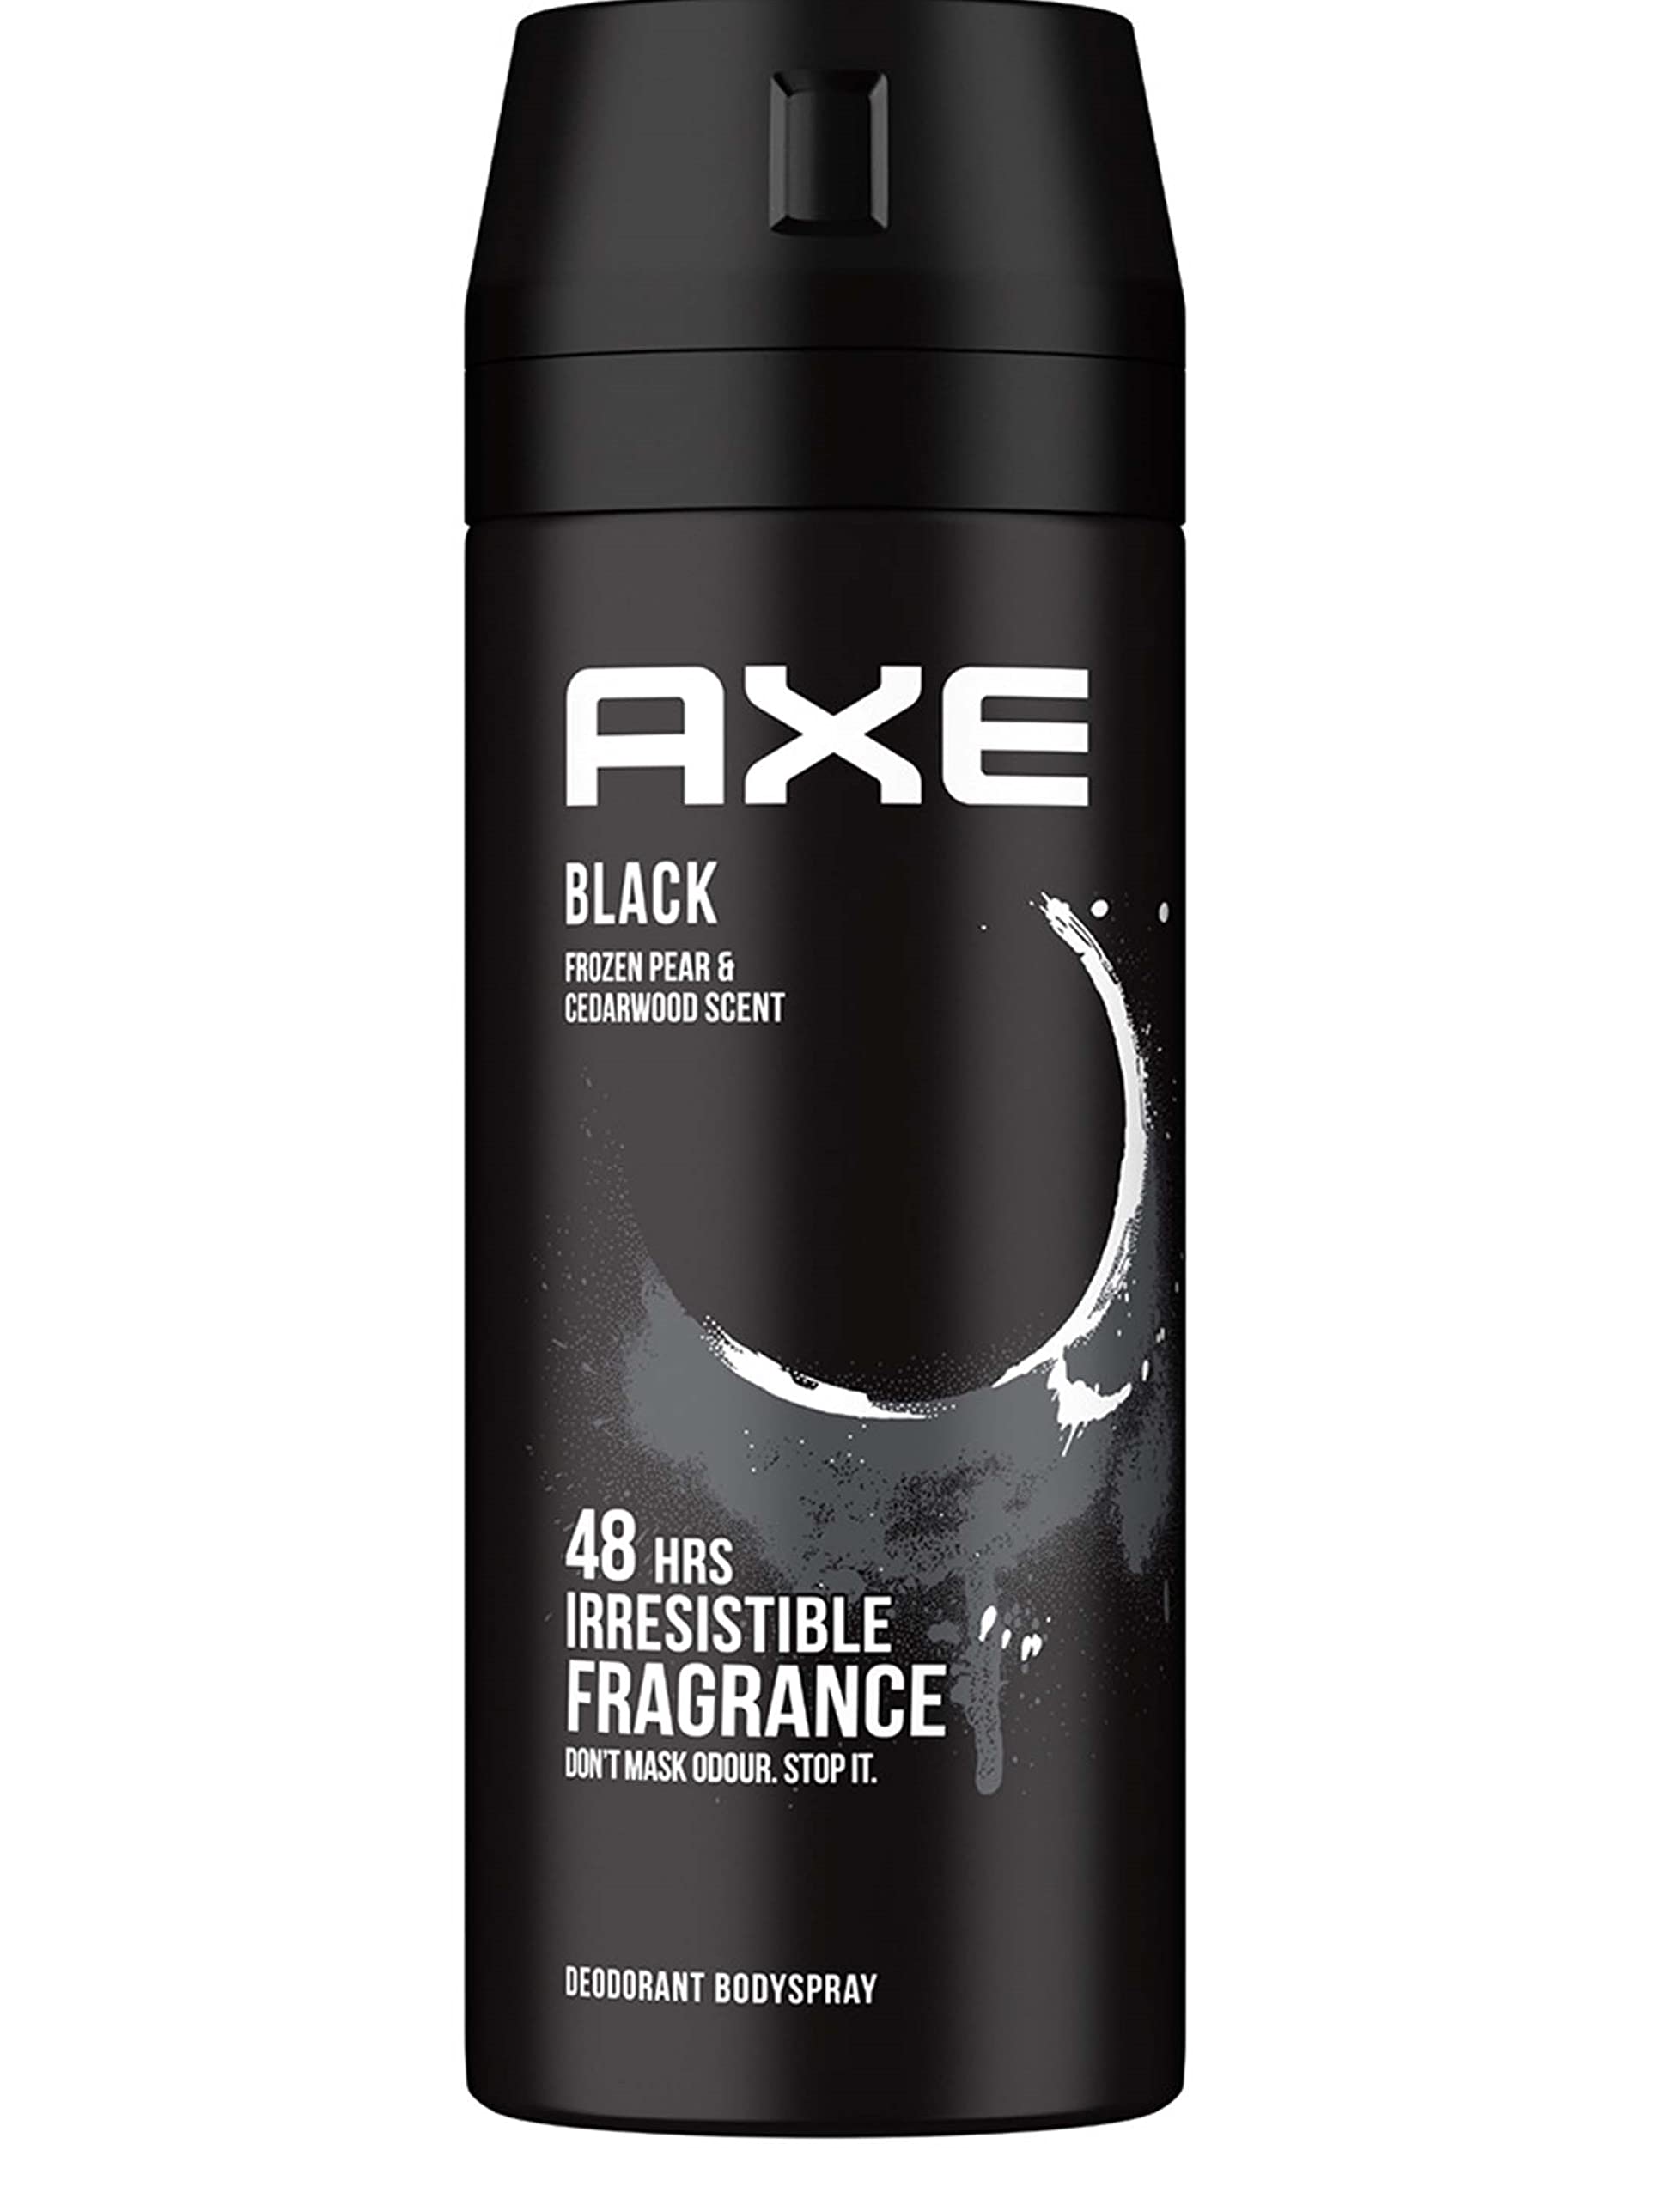 AXE
BLACK
FROZEN PEAR &
CEDARWOOD SCENT
48 HRS
IRRESISTIBLE
FRAGRANCE
DON'T MASK ODOUR. STOP IT.
DEODORANT BODYSPRAY